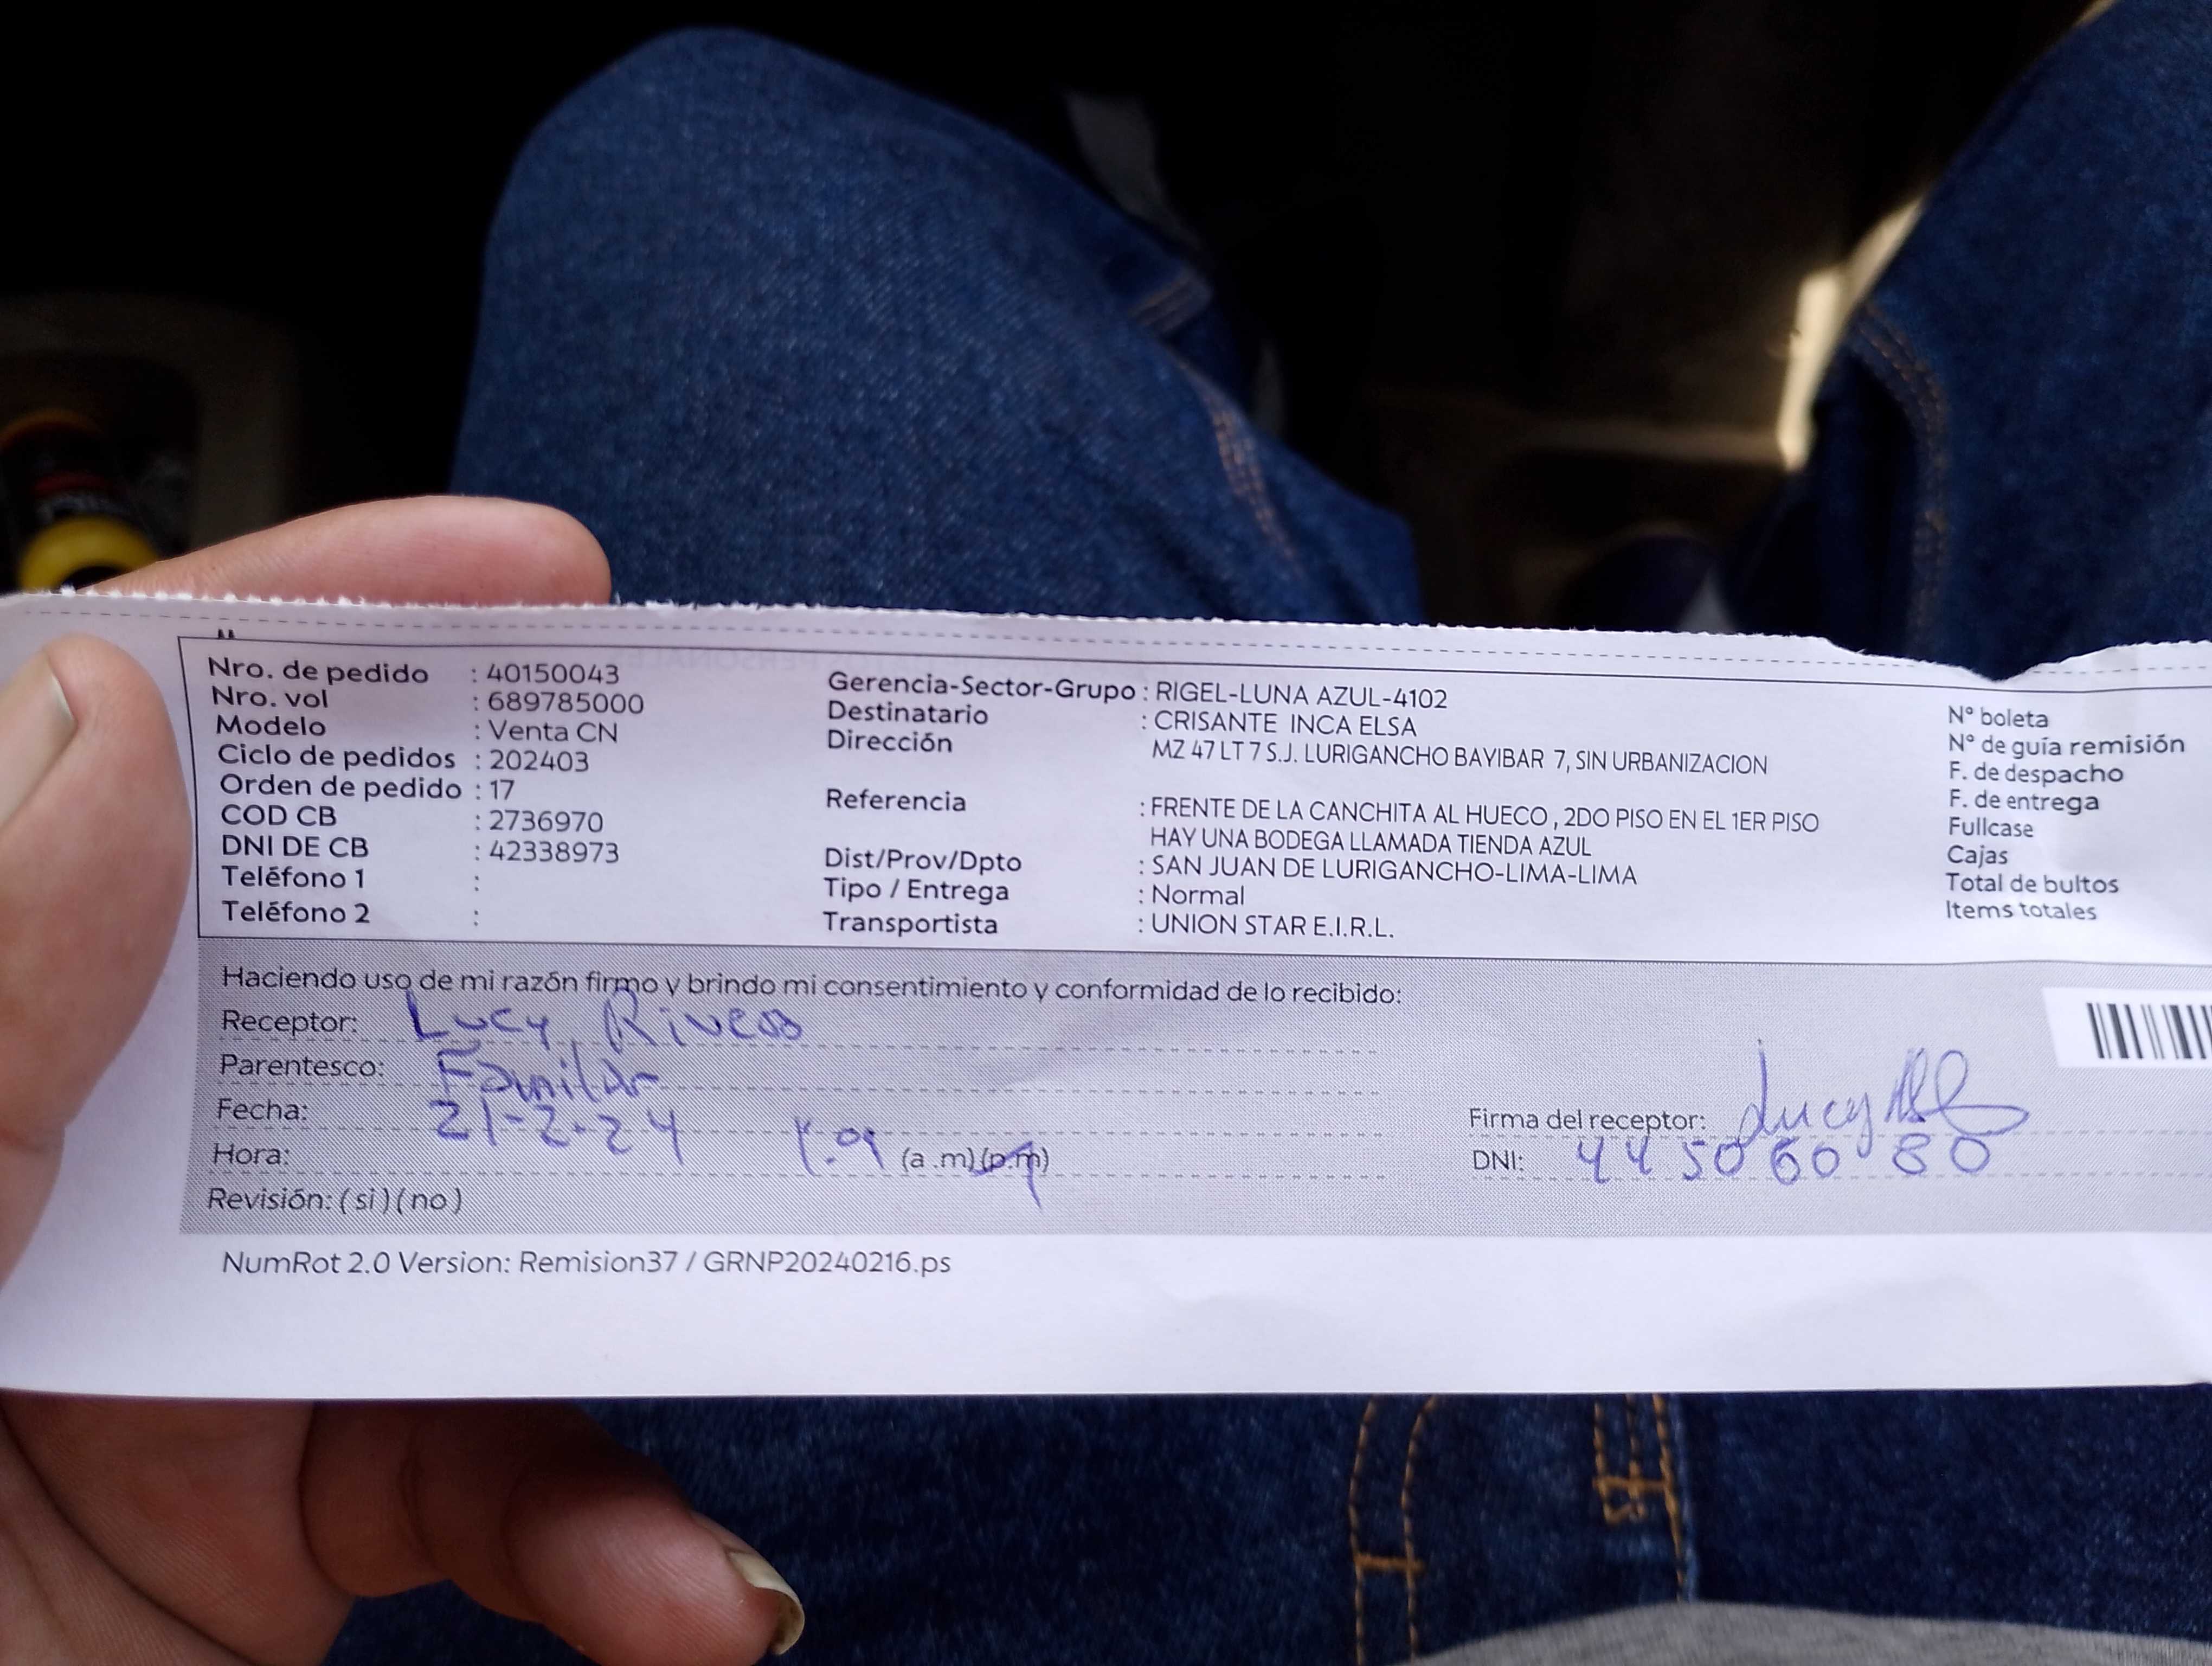 Nro. de pedido : 40150043
Nro. vol : 689785000
Modelo : Venta CN
Ciclo de pedidos : 202403
Orden de pedido : 17
COD CB : 2736970
DNI DE CB : 42338973
Teléfono 1 :
Teléfono 2 :
Gerencia-Sector-Grupo : RIGEL-LUNA AZUL-4102
Destinatario : CRISANTE INCA ELSA
Dirección MZ 47 LT 7 S.J. LURIGANCHO BAYIBAR 7, SIN URBANIZACION
Referencia : FRENTE DE LA CANCHITA AL HUECO , 2DO PISO EN EL 1ER PISO
HAY UNA BODEGA LLAMADA TIENDA AZUL
Dist/Prov/Dpto : SAN JUAN DE LURIGANCHO-LIMA-LIMA
Tipo / Entrega : Normal
Transportista : UNION STAR E.I.R.L.
N° boleta
N° de guía remisión
F. de despacho
F. de entrega
Fullcase
Cajas
Total de bultos
Items totales
Haciendo uso de mi razón firmo y brindo mi consentimiento y conformidad de lo recibido:
Receptor: Lucy
Parentesco: Familar
Fecha: 21-2-24
Hora: (a .m) (p.m)
Revisión: ( si ) ( no )
Firma del receptor: Lucy
DNI: 44506080
NumRot 2.0 Version: Remision37 / GRNP20240216.ps